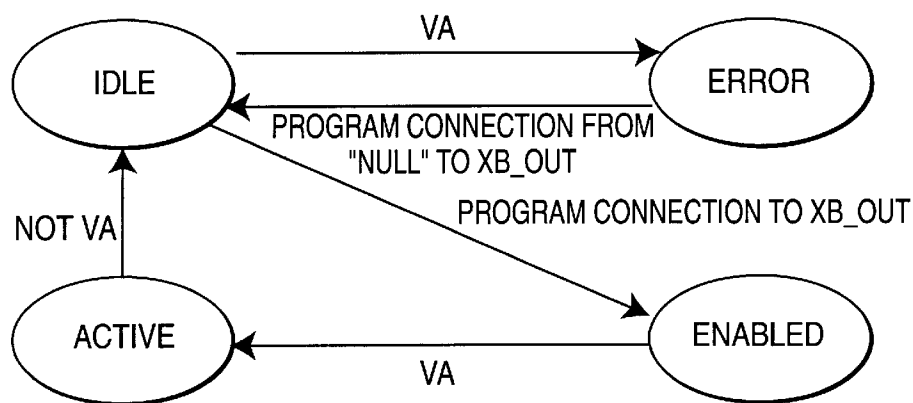 VA
IDLE
ERROR
PROGRAM CONNECTION FROM
"NULL" TO XB_OUT
PROGRAM CONNECTION TO XB_OUT
NOT VA
ACTIVE
ENABLED
VA